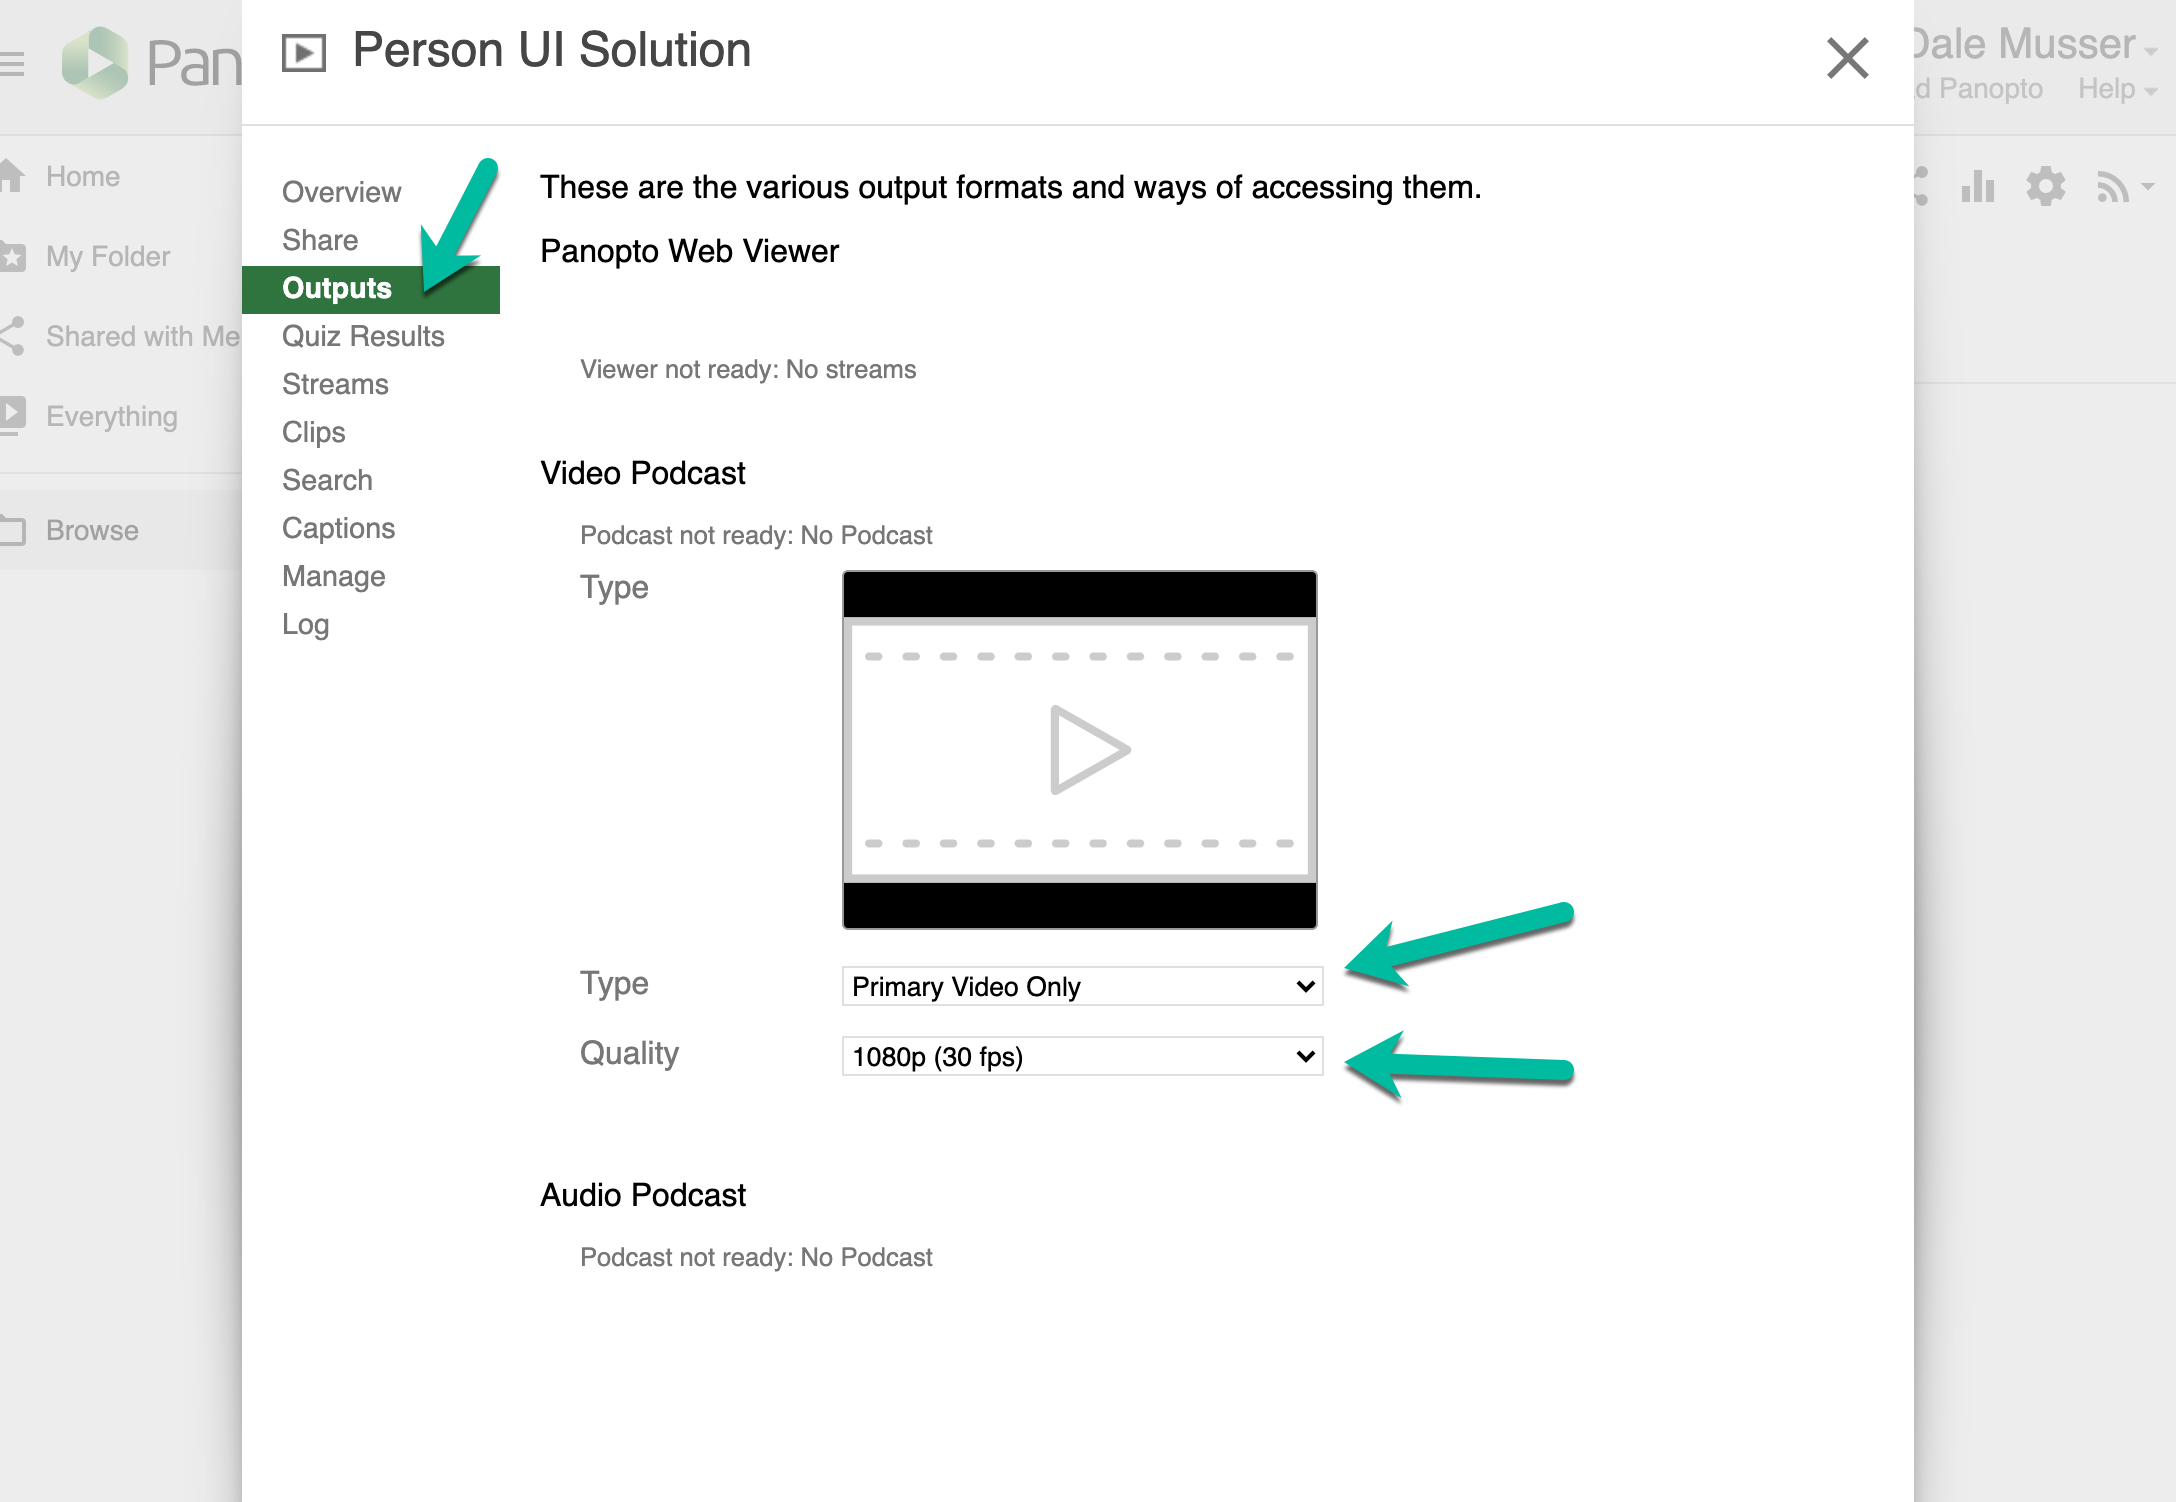 Pan
Person UI Solution
Dale Musser
Panopto Help
Home
My Folder
Shared with Me
Everything
Browse
Overview
Share
Outputs
Quiz Results
Streams
Clips
Search
Captions
Manage
Log
These are the various output formats and ways of accessing them.
Panopto Web Viewer
Viewer not ready: No streams
Video Podcast
Podcast not ready: No Podcast
Type
Type Primary Video Only
Quality 1080p (30 fps)
Audio Podcast
Podcast not ready: No Podcast